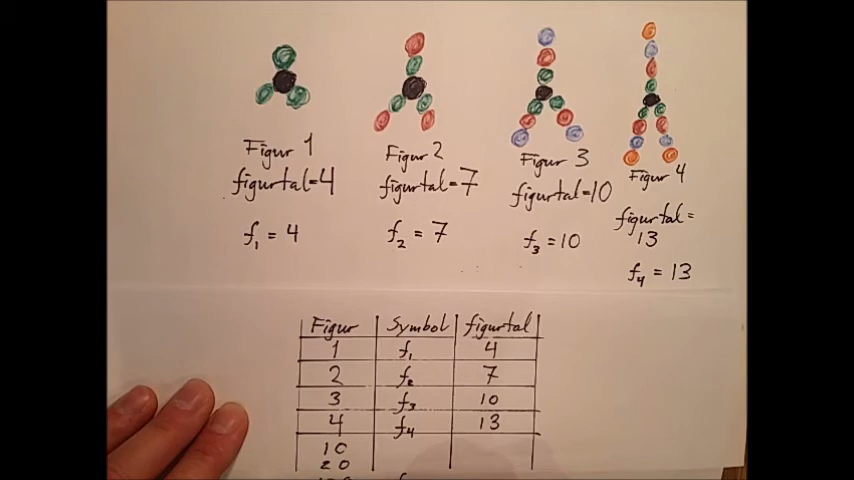 Figur 1
figurtal=4
f1 = 4
Figur 2
figurtal=7
f2 = 7
Figur 3
figurtal=10
f3 =10
Figur 4
figurtal=
13
f4 = 13
Figur Symbol figurtal
1 f1 4
2 f2 7
3 f3 10
4 f4 13
10
20